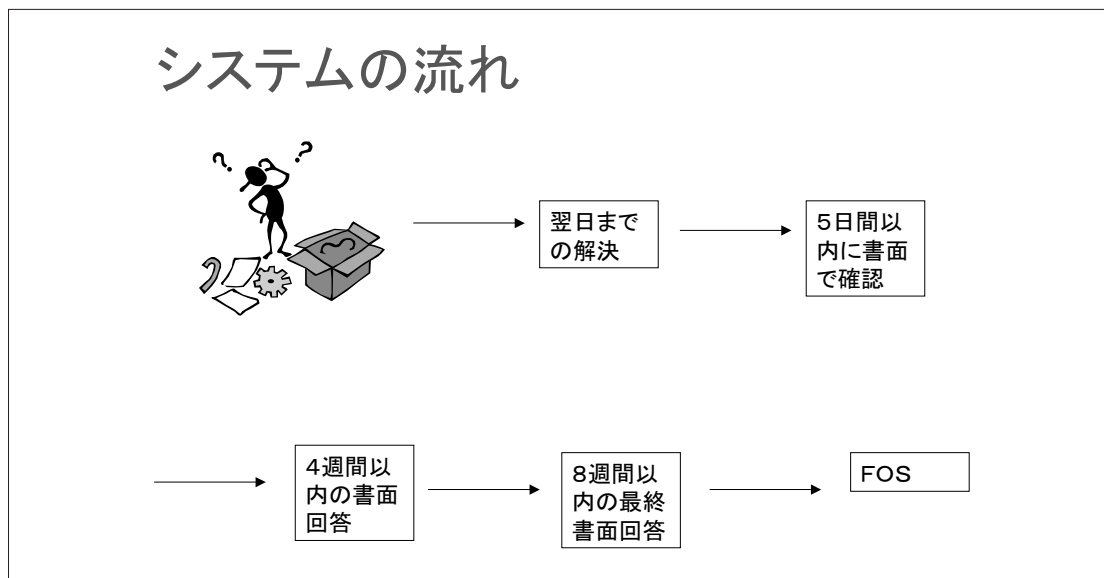 システムの流れ
? ?
翌日まで
の解決
5日間以
内に書面
で確認
4週間以
内の書面
回答
8週間以
内の最終
書面回答
FOS